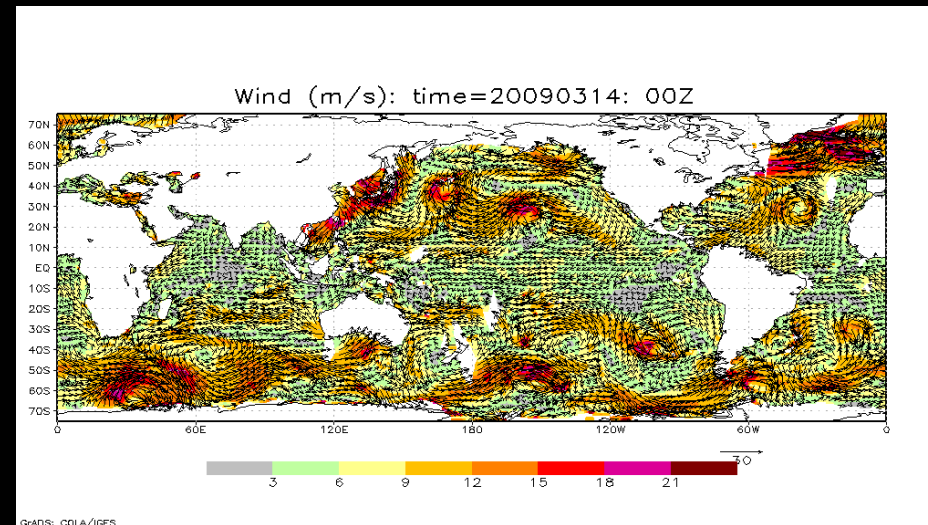 Wind (m/s): time=20090314: 00Z
70N
60N
50N
40N
30N
20N
10N
EQ
10S
20S
30S
40S
50S
60S
70S
0 60E 120E 180 120W 60W 0
30
3 6 9 12 15 18 21
GrADS: COLA/IGES